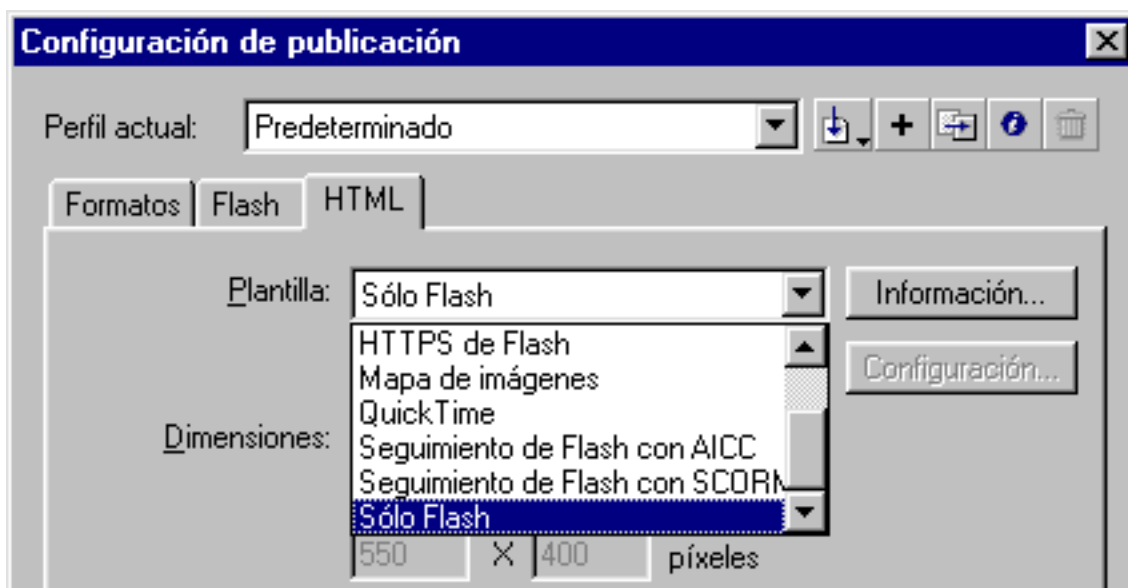 Configuración de publicación
Perfil actual: Predeterminado
Formatos Flash HTML
Plantilla: Sólo Flash Información...
HTTPS de Flash
Mapa de imágenes Configuración...
QuickTime
Dimensiones: Seguimiento de Flash con AICC
Seguimiento de Flash con SCORM
Sólo Flash
550 X 400 píxeles